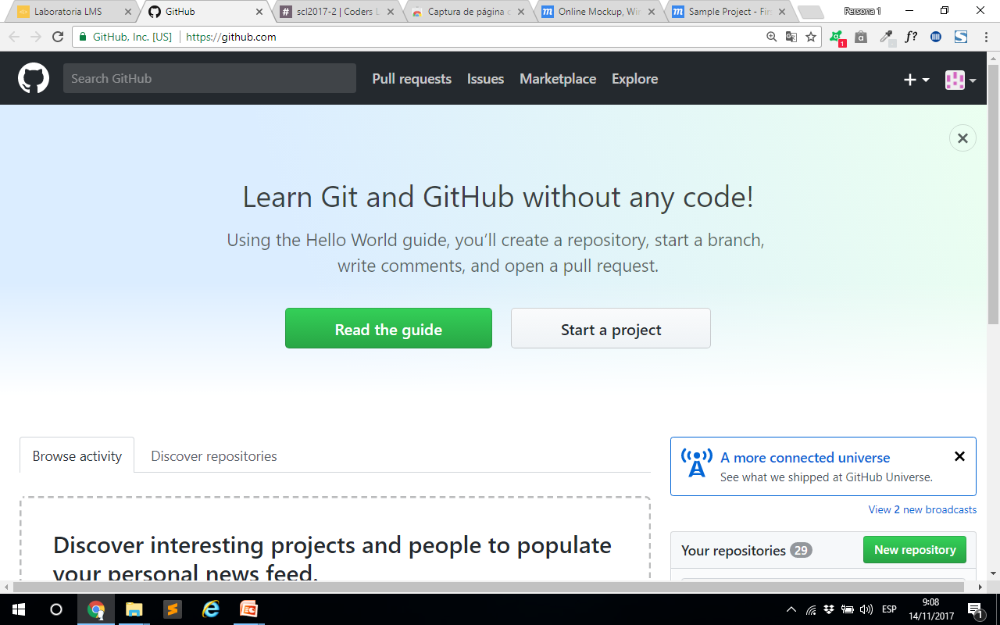 Laboratoria LMS
GitHub
scl2017-2 | Coders L
Captura de página c
Online Mockup, Wir
Sample Project - Fin
Persona 1
GitHub, Inc. [US]
https://github.com
1
f?
Search GitHub
Pull requests
Issues
Marketplace
Explore
Learn Git and GitHub without any code!
Using the Hello World guide, you’ll create a repository, start a branch,
write comments, and open a pull request.
Read the guide
Start a project
Browse activity
Discover repositories
A more connected universe
See what we shipped at GitHub Universe.
View 2 new broadcasts
Discover interesting projects and people to populate
your personal news feed.
Your repositories 29
New repository
ESP
9:08
14/11/2017
1